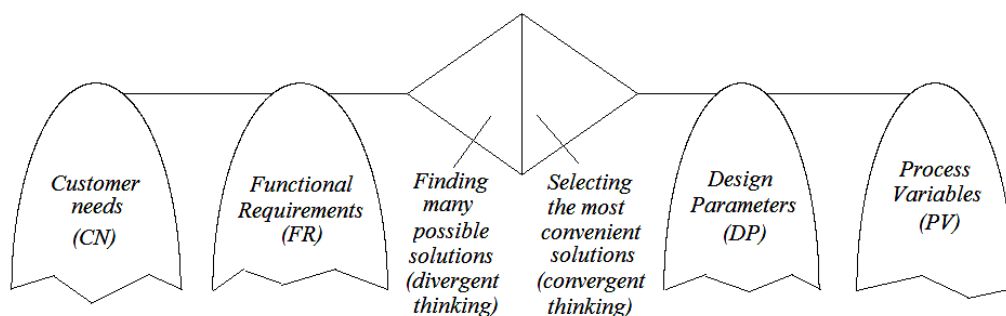 Customer
needs
(CN)
Functional
Requirements
(FR)
Finding
many
possible
solutions
(divergent
thinking)
Selecting
the most
convenient
solutions
(convergent
thinking)
Design
Parameters
(DP)
Process
Variables
(PV)